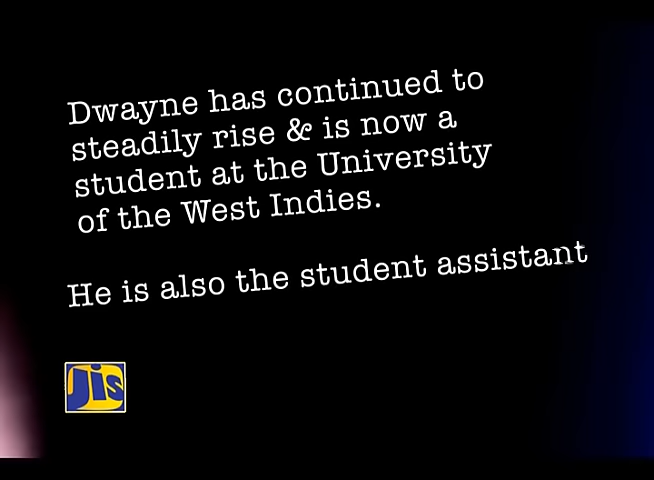 Dwayne has continued to
steadily rise & is now a
student at the University
of the West Indies.
He is also the student assistant
jis